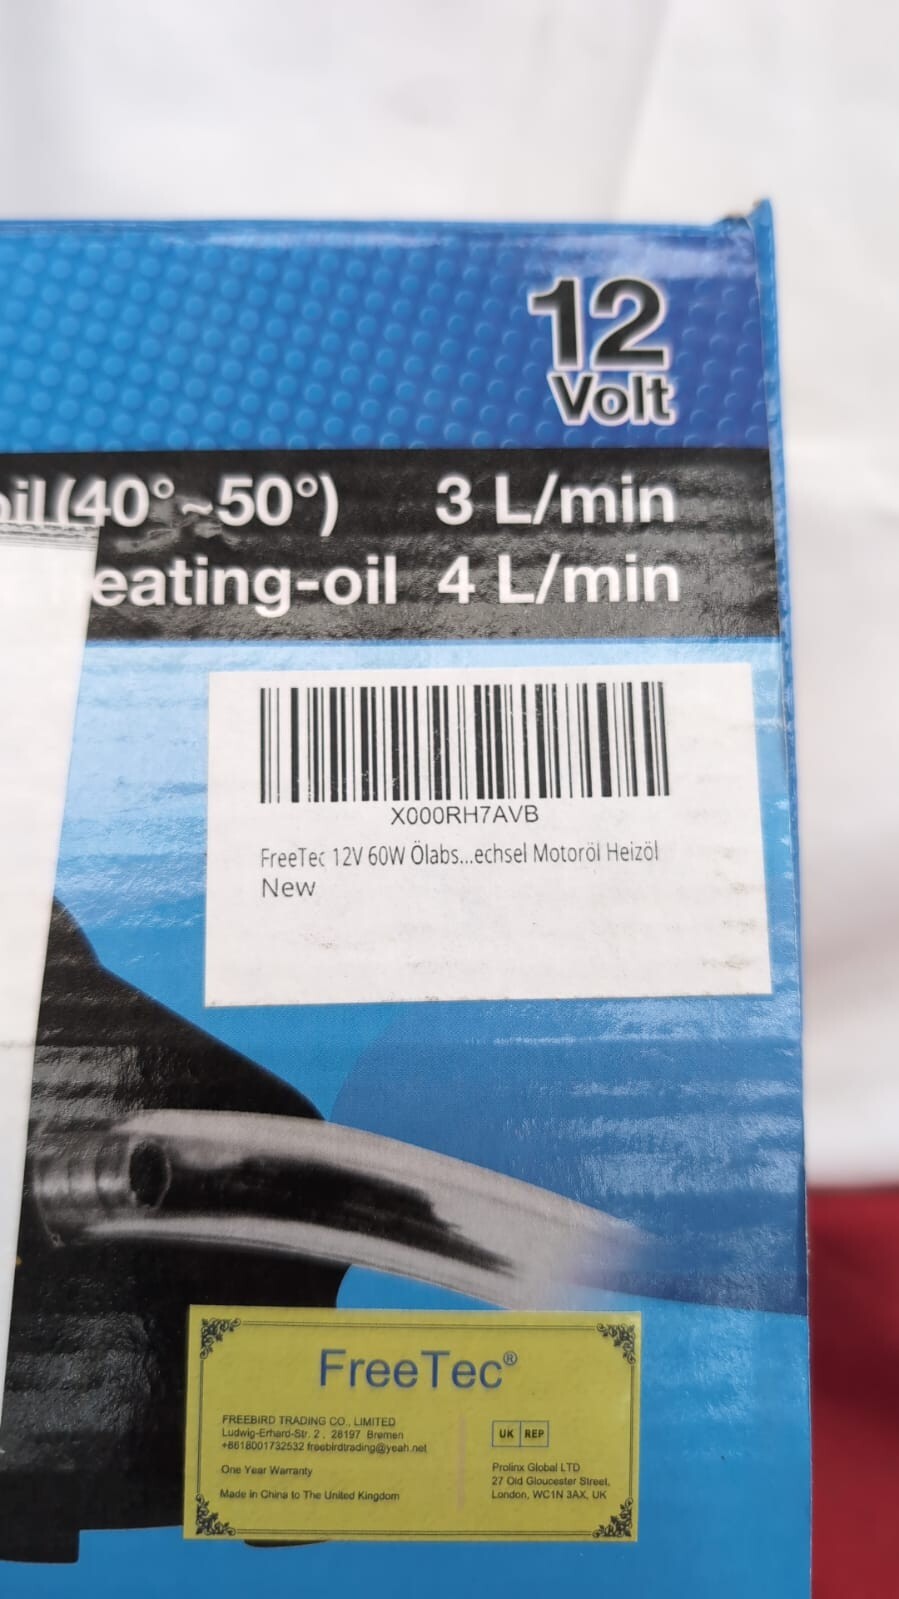 12
Volt
oil (40°~50°) 3 L/min
eating-oil 4 L/min
X000RH7AVB
FreeTec 12V 60W Ölabs...echsel Motoröl Heizöl
New
FreeTec®
FREEBIRD TRADING CO., LIMITED
Ludwig-Erhard-Str. 2 , 28197 Bremen
+8618001732532 freebirdtrading@yeah.net
One Year Warranty
Made in China to The United Kingdom
UK REP
Prolinx Global LTD
27 Old Gloucester Street,
London, WC1N 3AX, UK